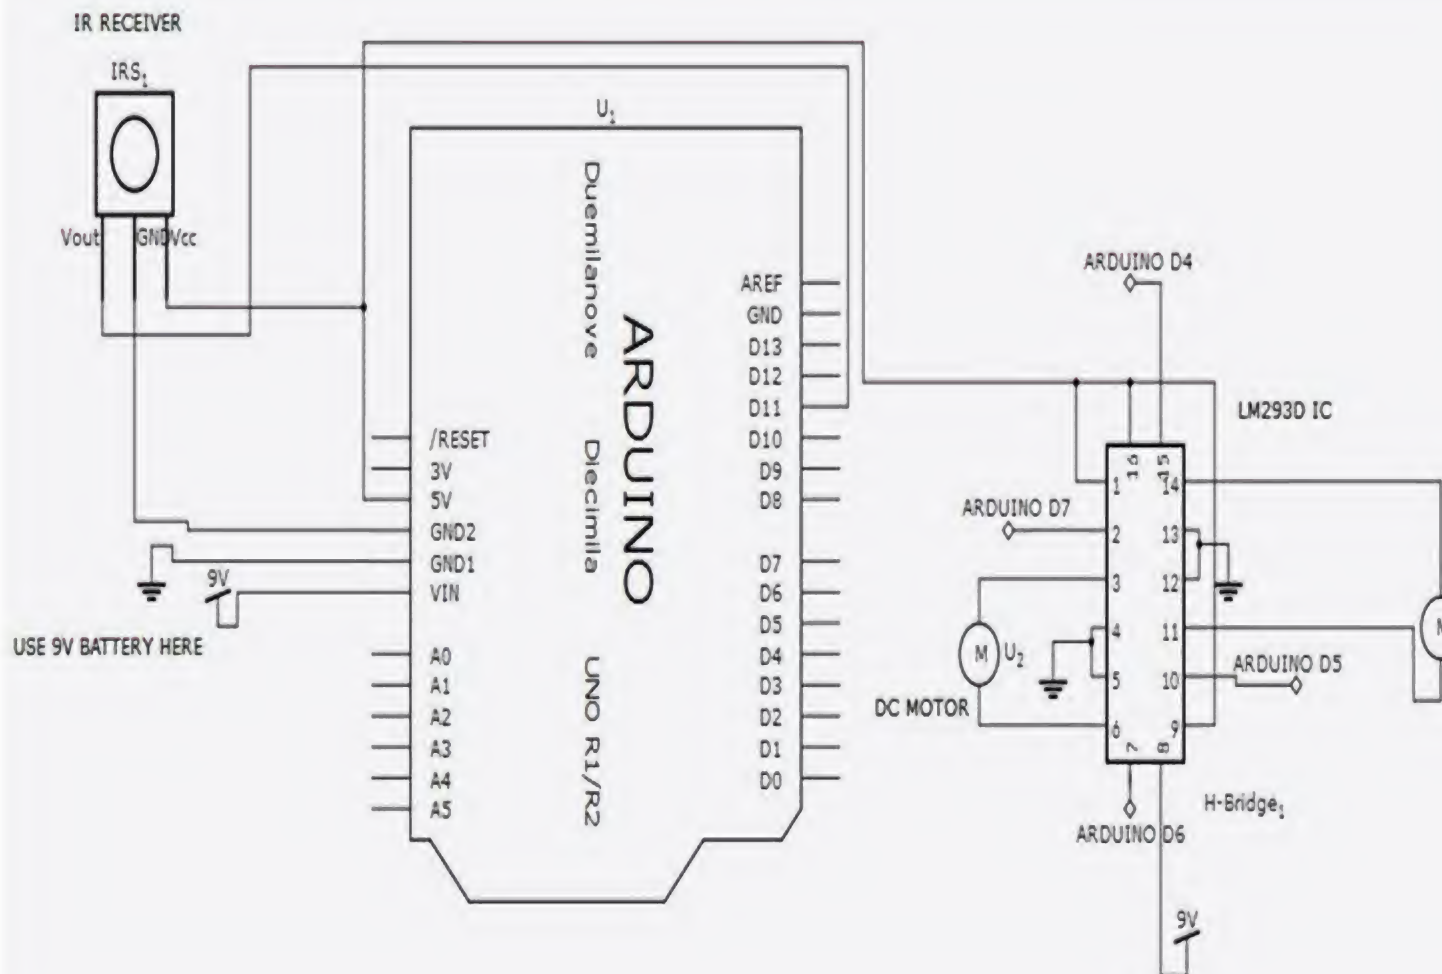 IR RECEIVER
IRS1
Vout
GND
Vcc
U1
Duemilanove
Diecimila
UNO R1/R2
ARDUINO
/RESET
3V
5V
GND2
GND1
VIN
A0
A1
A2
A3
A4
A5
9V
USE 9V BATTERY HERE
AREF
GND
D13
D12
D11
D10
D9
D8
D7
D6
D5
D4
D3
D2
D1
D0
ARDUINO D4
LM293D IC
16
15
1
14
ARDUINO D7
2
13
3
12
4
11
M
U2
M
ARDUINO D5
5
10
DC MOTOR
6
9
7
8
H-Bridge1
ARDUINO D6
9V